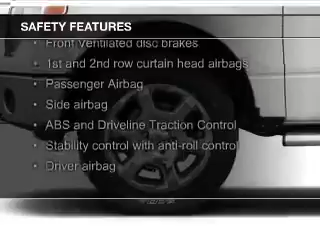 SAFETY FEATURES
• Front Ventilated disc brakes
• 1st and 2nd row curtain head airbags
• Passenger Airbag
• Side airbag
• ABS and Driveline Traction Control
• Stability control with anti-roll control
• Driver airbag